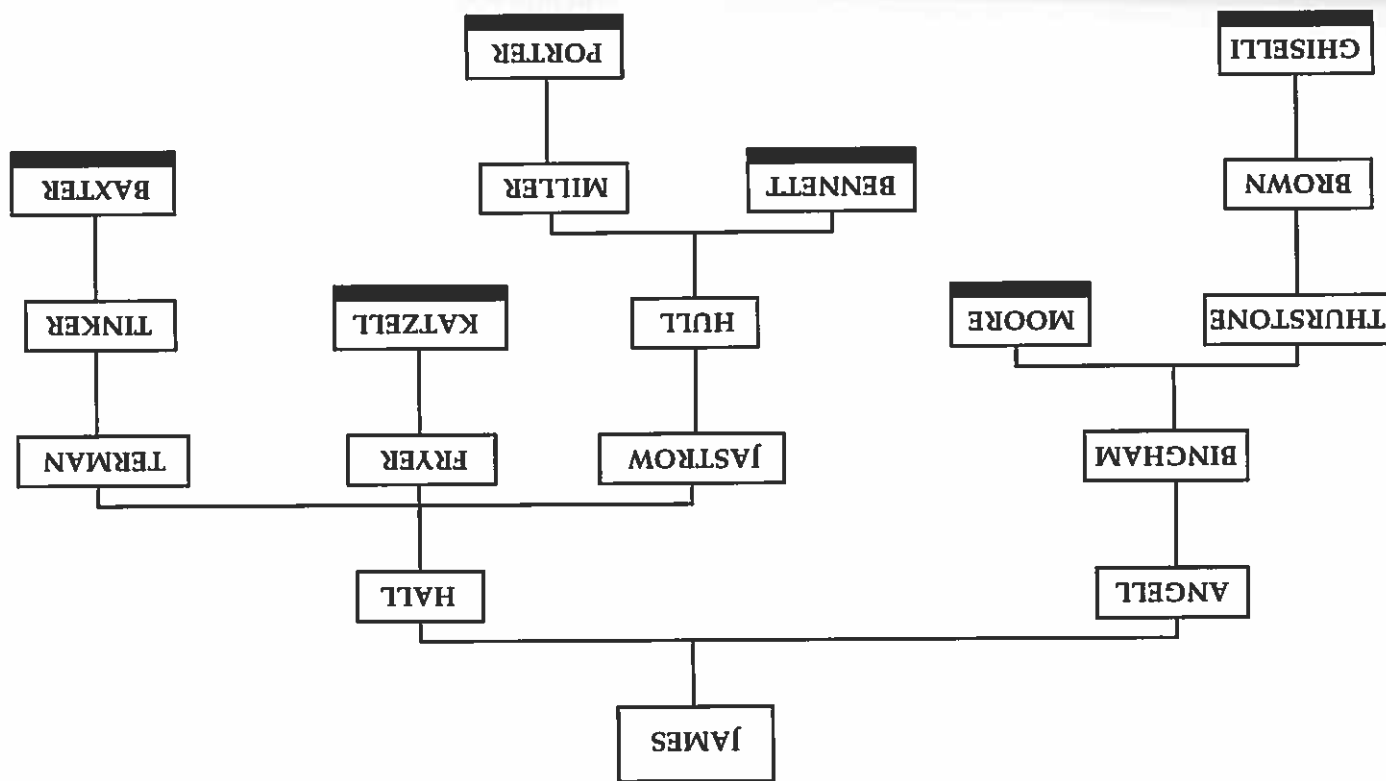 JAMES
ANGELL
HALL
BINGHAM
JASTROW
FRYER
TERMAN
THURSTONE
MOORE
HULL
KATZELL
TINKER
BROWN
BENNETT
MILLER
BAXTER
GHISELLI
PORTER